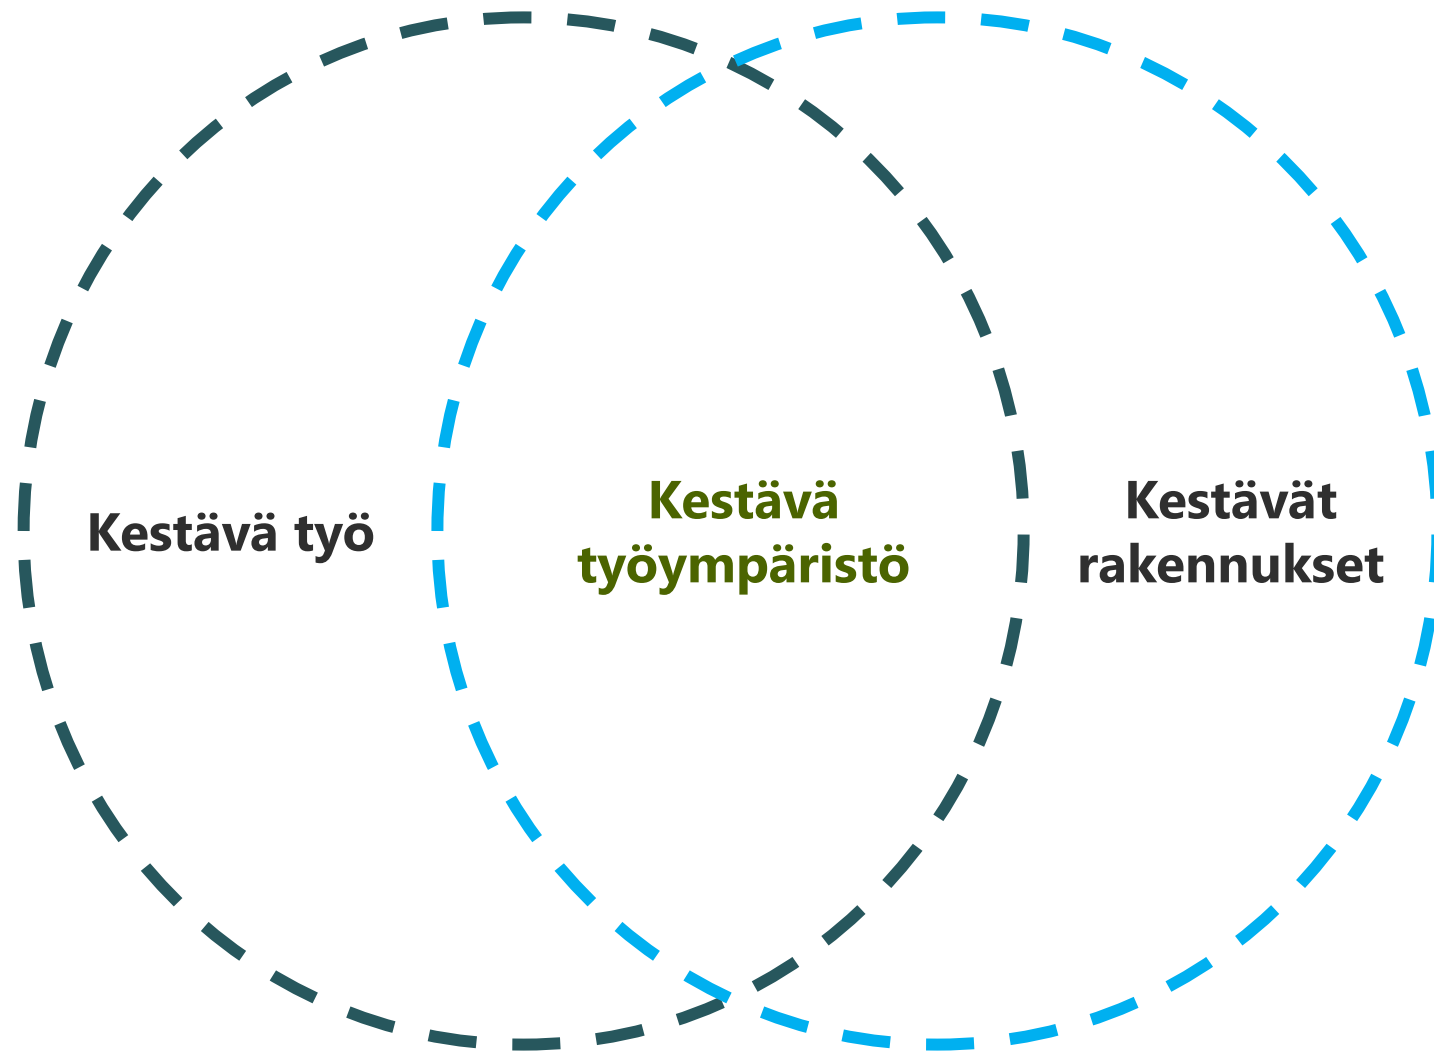 Kestävä työ
Kestävä
työympäristö
Kestävät
rakennukset